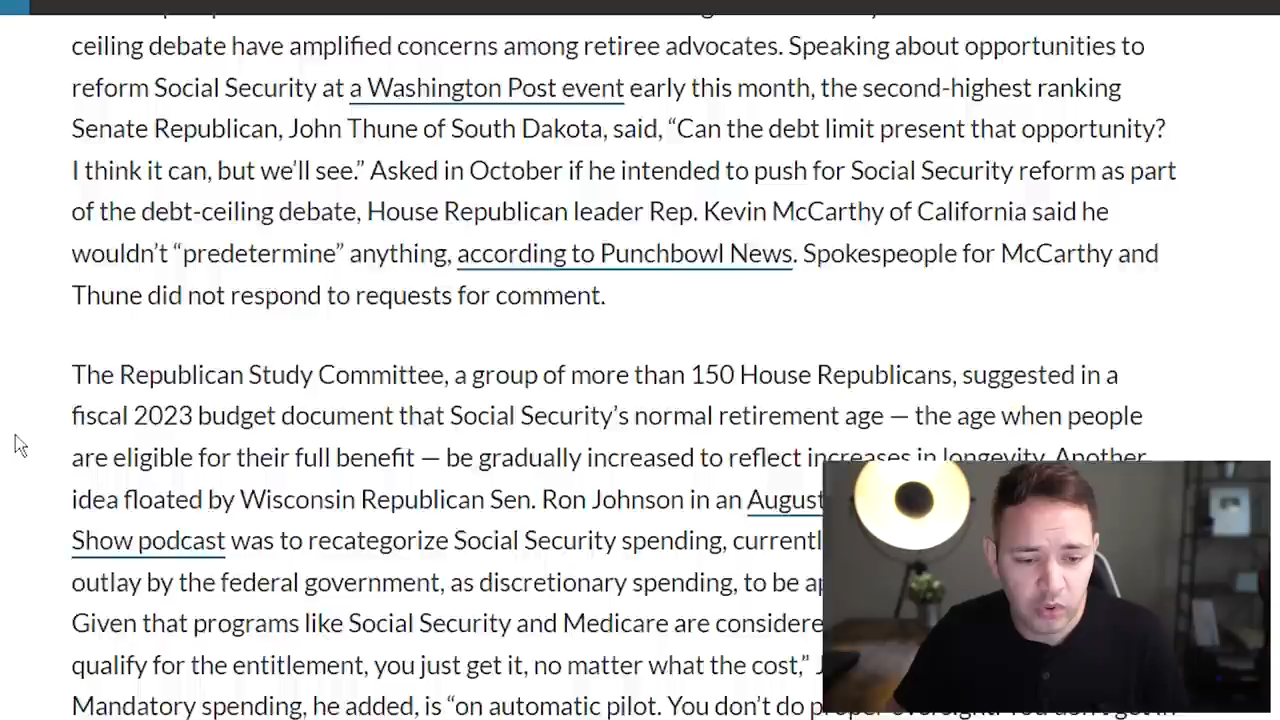 ceiling debate have amplified concerns among retiree advocates. Speaking about opportunities to
reform Social Security at a Washington Post event early this month, the second-highest ranking
Senate Republican, John Thune of South Dakota, said, “Can the debt limit present that opportunity?
I think it can, but we’ll see.” Asked in October if he intended to push for Social Security reform as part
of the debt-ceiling debate, House Republican leader Rep. Kevin McCarthy of California said he
wouldn’t “predetermine” anything, according to Punchbowl News. Spokespeople for McCarthy and
Thune did not respond to requests for comment.
The Republican Study Committee, a group of more than 150 House Republicans, suggested in a
fiscal 2023 budget document that Social Security’s normal retirement age — the age when people
are eligible for their full benefit — be gradually increased to reflect increases in longevity. Another
idea floated by Wisconsin Republican Sen. Ron Johnson in an August
Show podcast was to recategorize Social Security spending,
outlay by the federal government, as discretionary spending, to be
Given that programs like Social Security and Medicare are
qualify for the entitlement, you just get it, no matter what the cost,”
Mandatory spending, he added, is “on automatic pilot. You don’t do proper oversight. You don’t get in